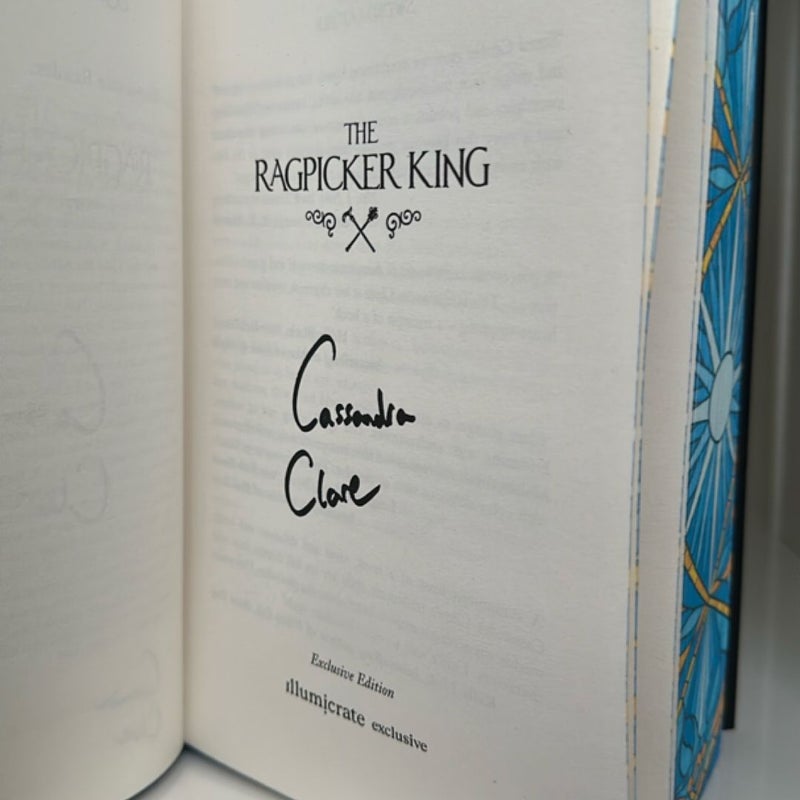 THE
RAGPICKER KING
Cassandra
Clare
Exclusive Edition
illumicrate exclusive